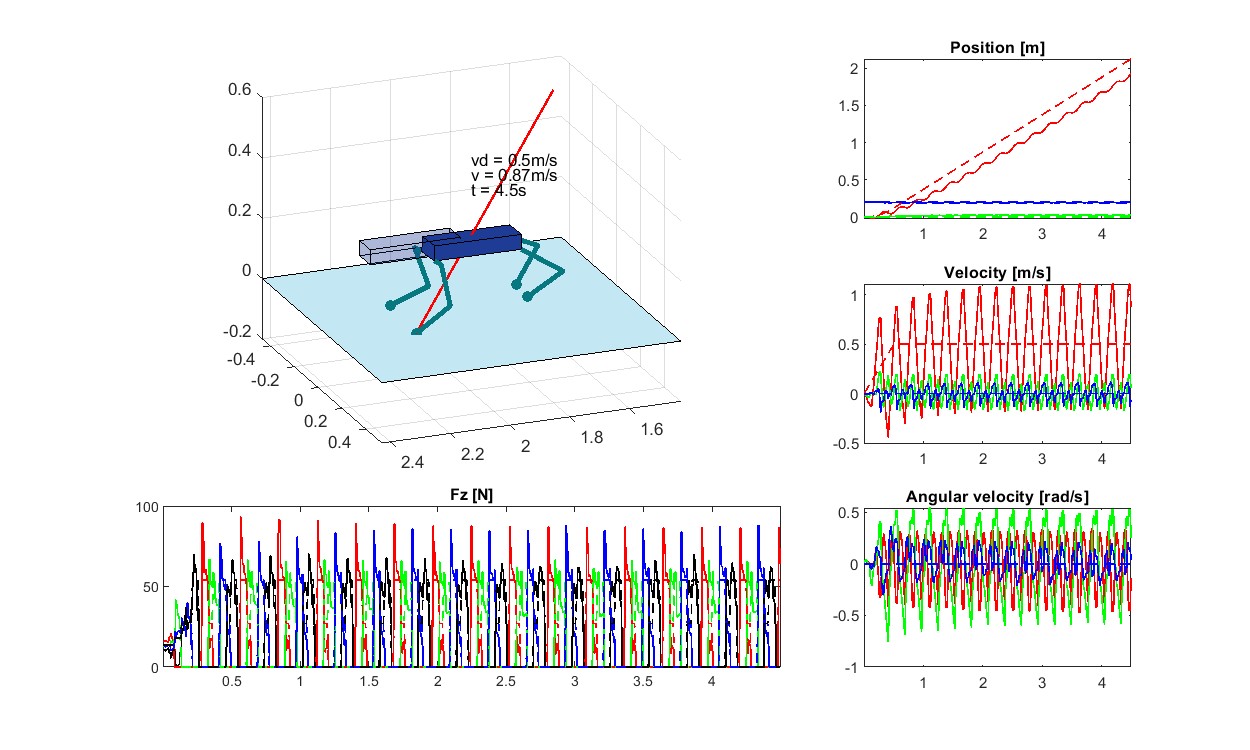 0.6
0.4
0.2
0
-0.2
-0.4
-0.2
0
0.2
0.4
2.4
2.2
2
1.8
1.6
vd = 0.5m/s
v = 0.87m/s
t = 4.5s
Position [m]
2
1.5
1
0.5
0
1 2 3 4
Velocity [m/s]
1
0.5
0
-0.5
1 2 3 4
Fz [N]
100
50
0
0.5 1 1.5 2 2.5 3 3.5 4
Angular velocity [rad/s]
0.5
0
-0.5
-1
1 2 3 4